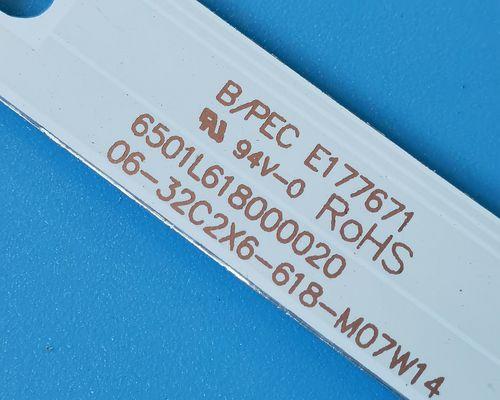 B/PEC E177671
94V-0 RoHS
6501L618000020
06-32C2X6-618-M07W14